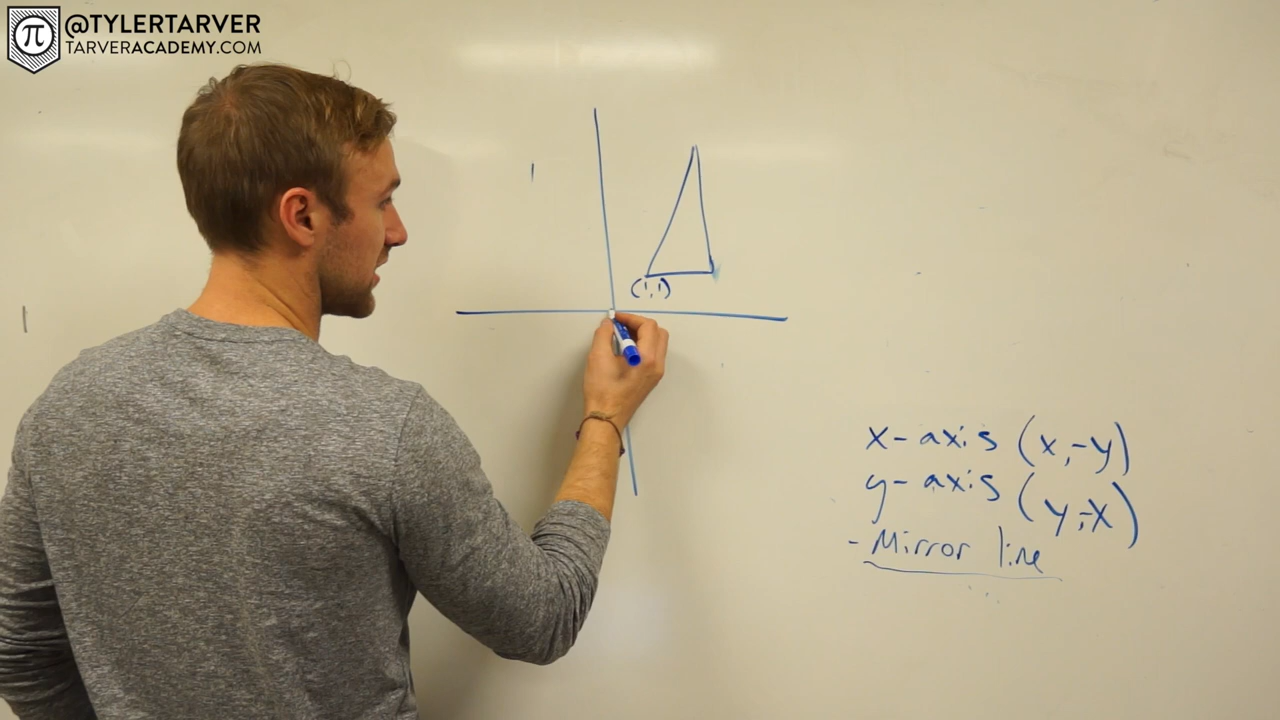 @TYLERTARVER
TARVERACADEMY.COM
(1,1)
x-axis (x,-y)
y-axis (y,-x)
- Mirror line